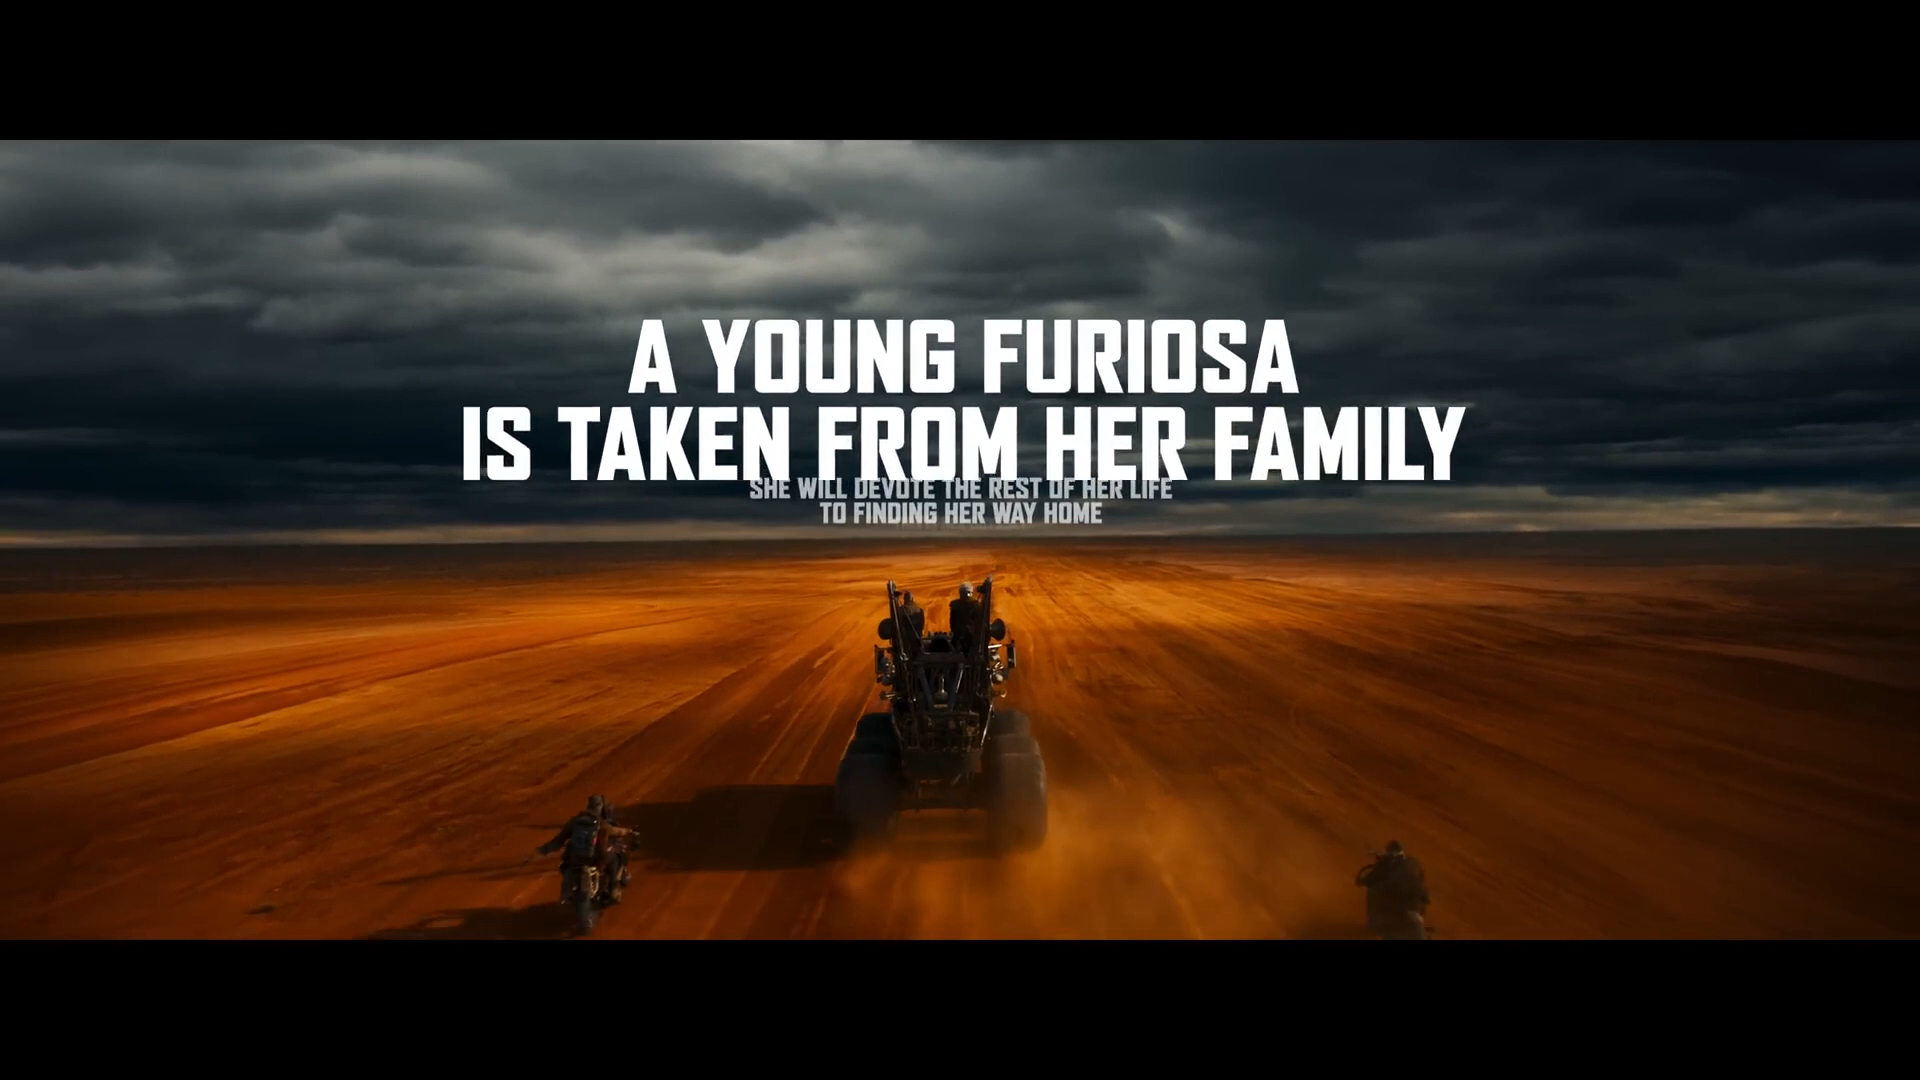 A YOUNG FURIOSA
IS TAKEN FROM HER FAMILY
SHE WILL DEVOTE THE REST OF HER LIFE
TO FINDING HER WAY HOME